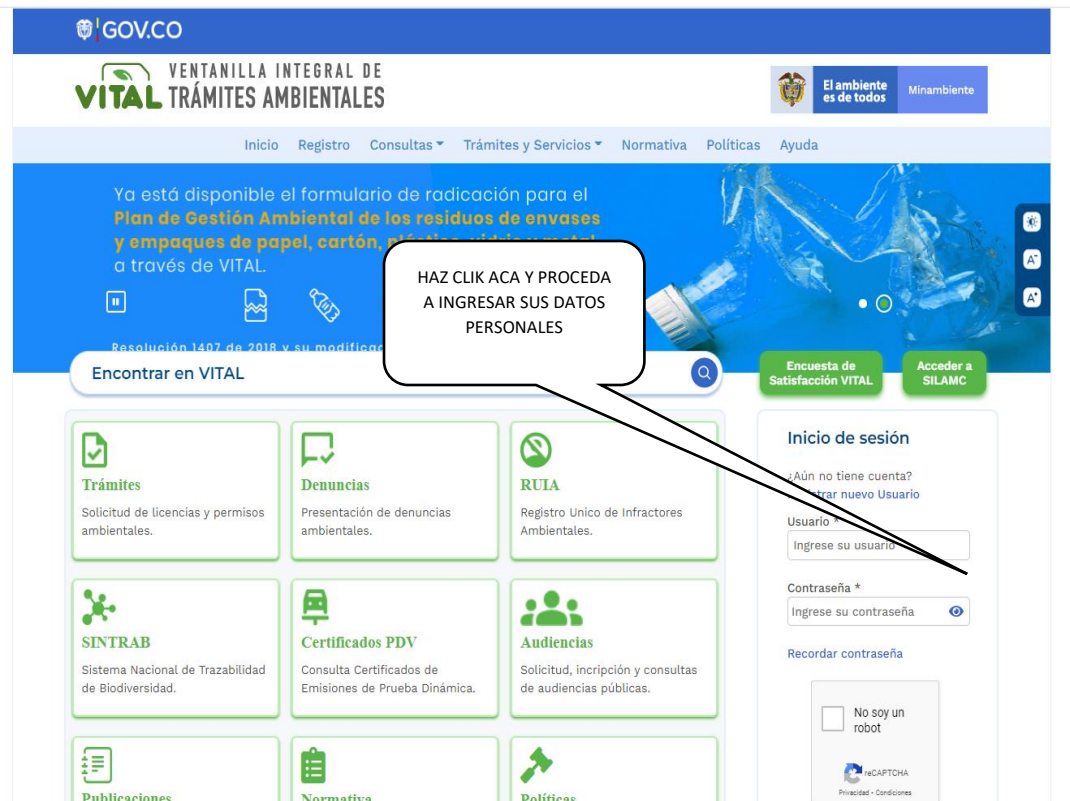 GOV.CO
VITAL
VENTANILLA INTEGRAL DE
TRÁMITES AMBIENTALES
El ambiente
es de todos
Minambiente
Inicio Registro Consultas Trámites y Servicios Normativa Políticas Ayuda
Ya está disponible el formulario de radicación para el
Plan de Gestión Ambiental de los residuos de envases
y empaques de papel, cartón,
a través de VITAL.
Resolución 1407 de 2018 y su
HAZ CLIK ACA Y PROCEDA
A INGRESAR SUS DATOS
PERSONALES
A-
A+
Encontrar en VITAL
Encuesta de
Satisfacción VITAL
Acceder a
SILAMC
Trámites
Solicitud de licencias y permisos
ambientales.
Denuncias
Presentación de denuncias
ambientales.
RUIA
Registro Unico de Infractores
Ambientales.
SINTRAB
Sistema Nacional de Trazabilidad
de Biodiversidad.
Certificados PDV
Consulta Certificados de
Emisiones de Prueba Dinámica.
Audiencias
Solicitud, incripción y consultas
de audiencias públicas.
Publicaciones
Normativa
Políticas
Inicio de sesión
¿Aún no tiene cuenta?
nuevo Usuario
Usuario *
Ingrese su usuario
Contraseña *
Ingrese su contraseña
Recordar contraseña
No soy un
robot
reCAPTCHA
Privacidad - Condiciones